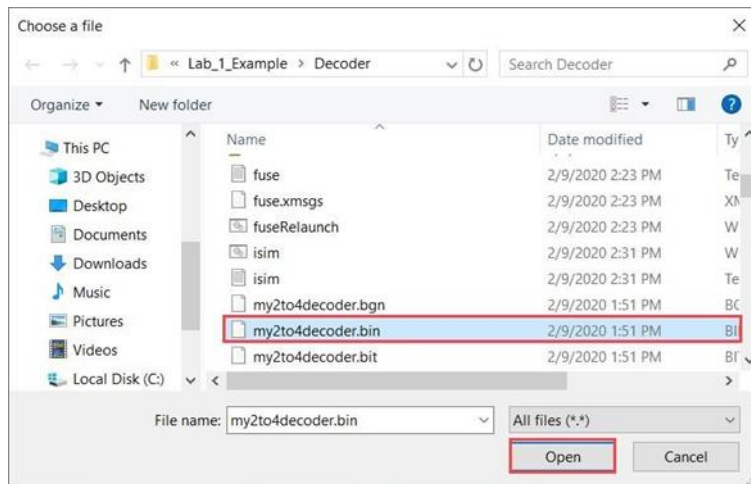 Choose a file
« Lab_1_Example > Decoder
Search Decoder
Organize
New folder
This PC
3D Objects
Desktop
Documents
Downloads
Music
Pictures
Videos
Local Disk (C:)
Name Date modified Ty
fuse 2/9/2020 2:23 PM Te
fuse.xmsgs 2/9/2020 2:23 PM XM
fuseRelaunch 2/9/2020 2:23 PM W
isim 2/9/2020 2:31 PM W
isim 2/9/2020 2:31 PM Te
my2to4decoder.bgn 2/9/2020 1:51 PM BG
my2to4decoder.bin 2/9/2020 1:51 PM BI
my2to4decoder.bit 2/9/2020 1:51 PM BI
File name: my2to4decoder.bin
All files (*.*)
Open Cancel